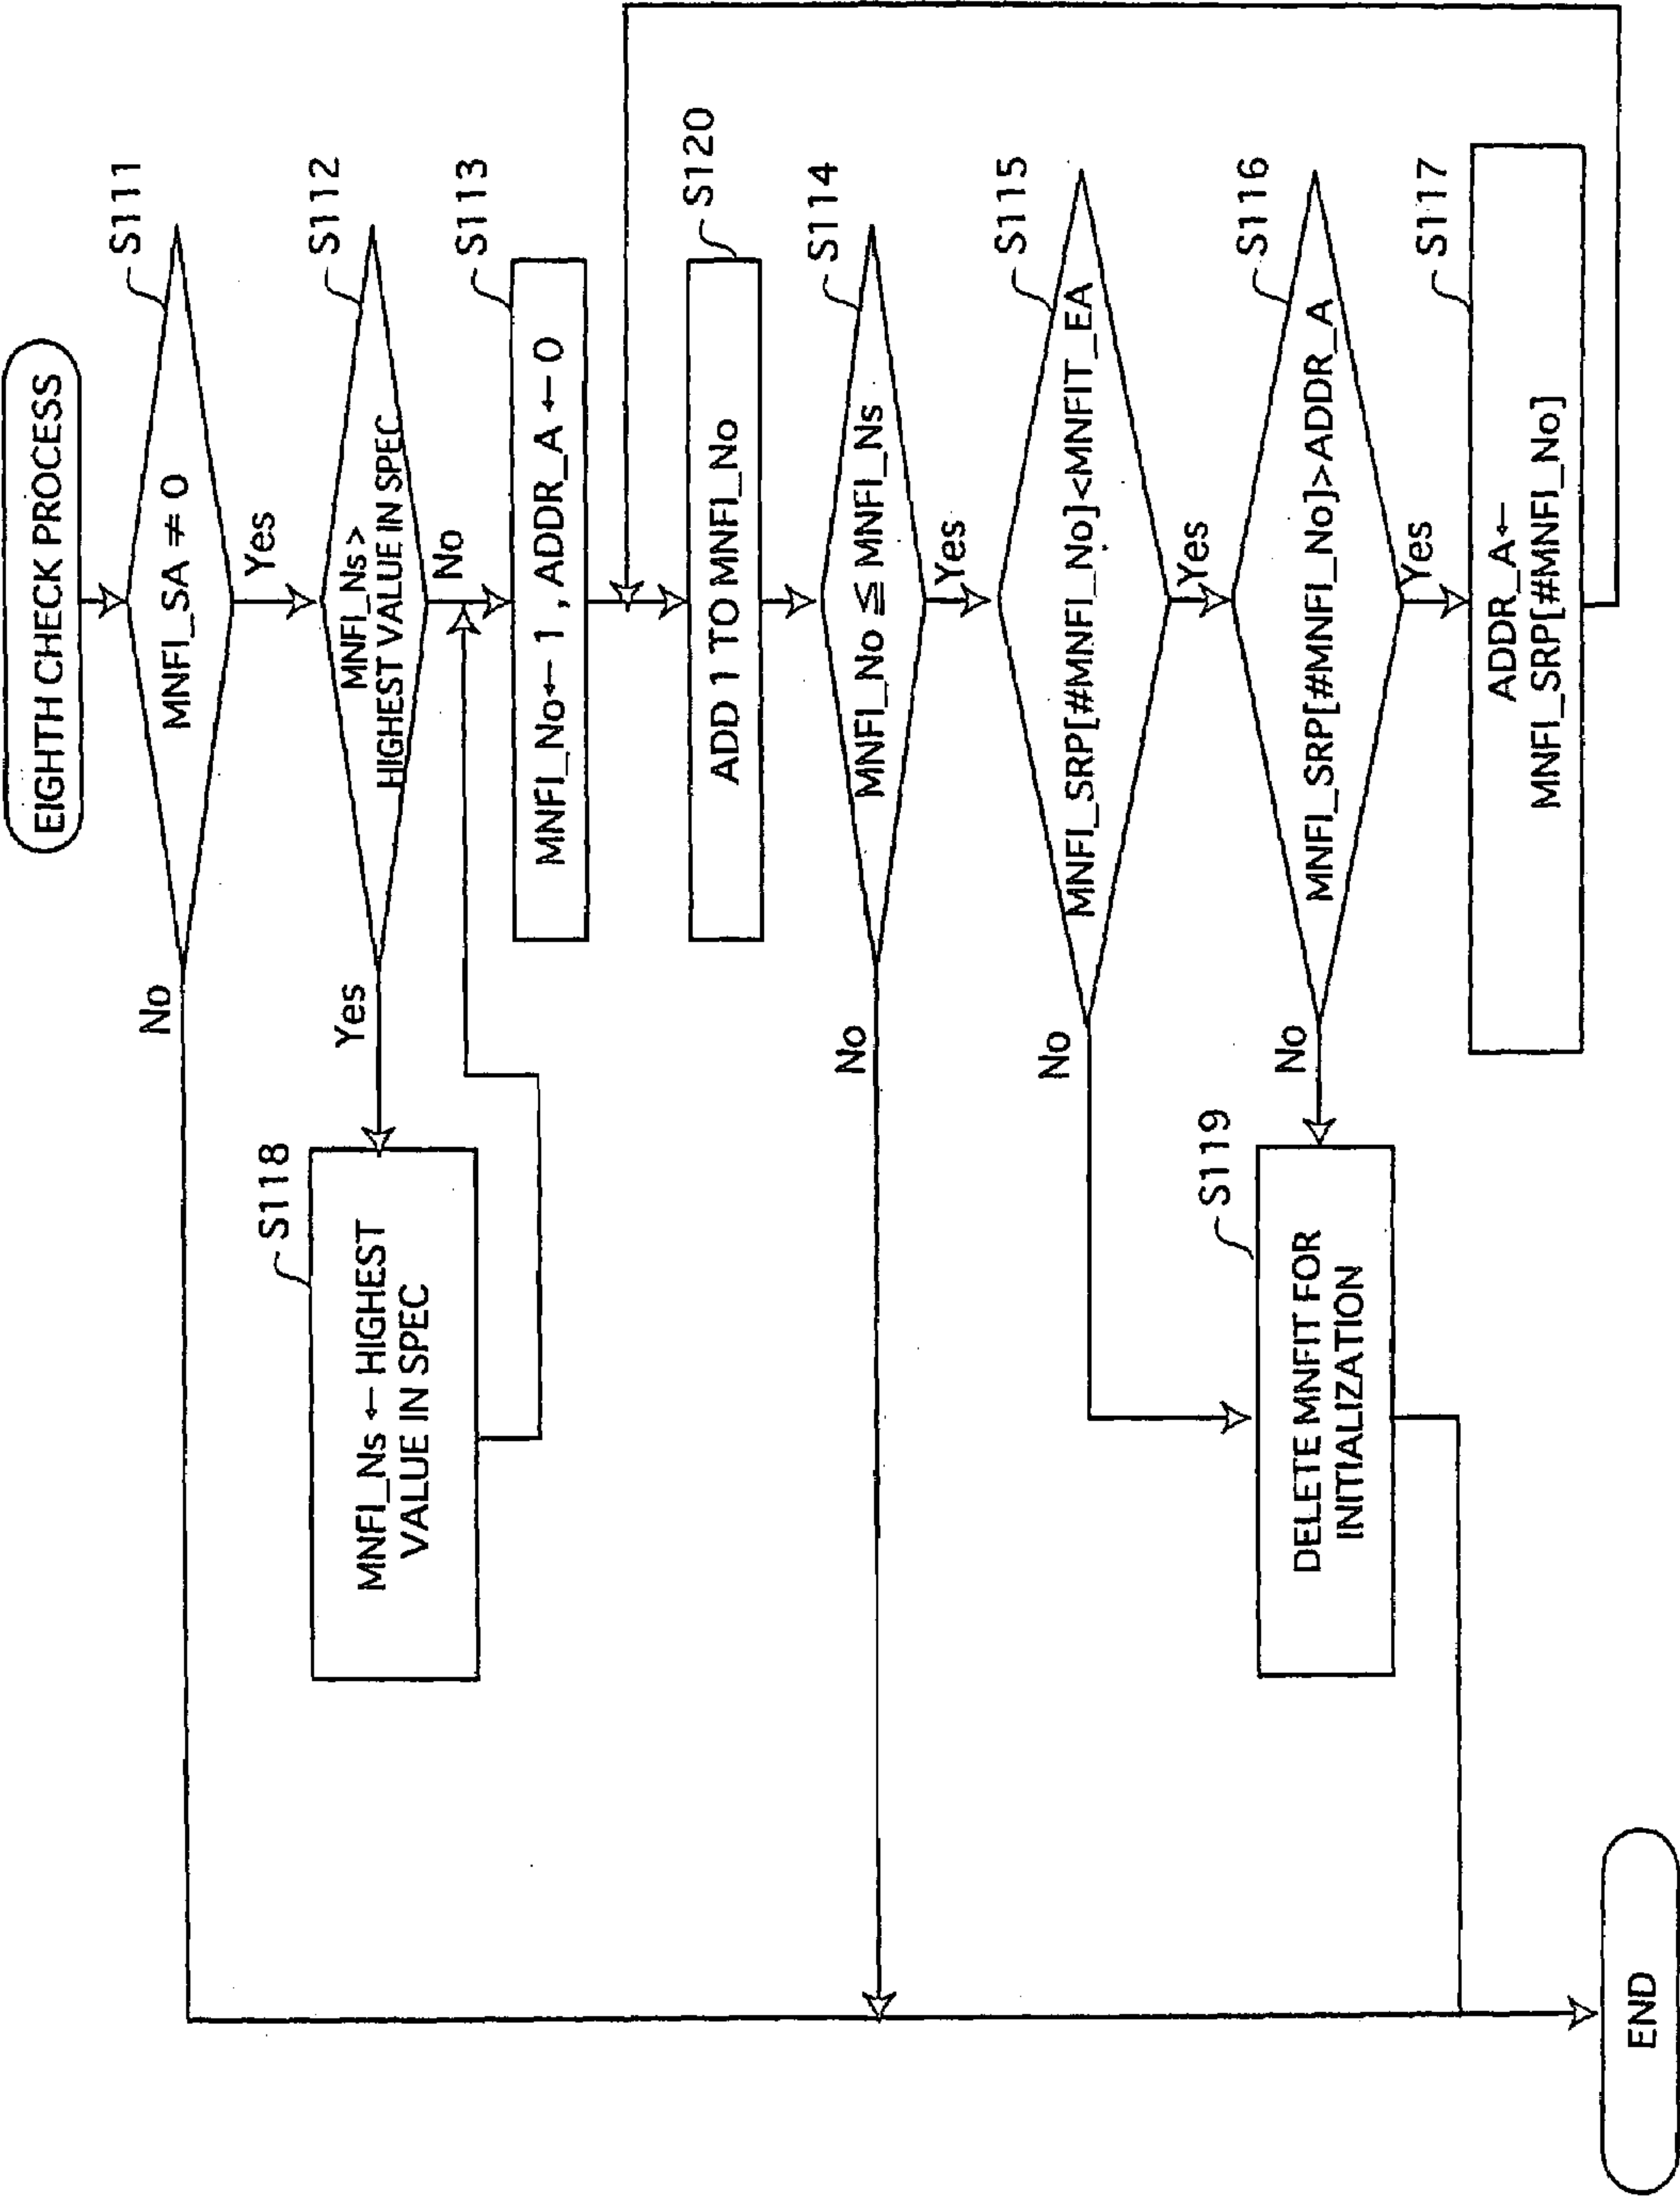 EIGHTH CHECK PROCESS
S111
MNFI_SA ≠ 0
No
Yes
S112
MNFI_Ns >
HIGHEST VALUE IN SPEC
Yes
No
S118
MNFI_Ns ← HIGHEST
VALUE IN SPEC
S113
MNFI_No ← 1 , ADDR_A ← 0
S120
ADD 1 TO MNFI_No
S114
MNFI_No ≦ MNFI_Ns
No
Yes
S115
MNFI_SRP[#MNFI_No]<MNFIT_EA
No
Yes
S116
MNFI_SRP[#MNFI_No]>ADDR_A
No
Yes
S119
DELETE MNFIT FOR
INITIALIZATION
S117
ADDR_A←
MNFI_SRP[#MNFI_No]
END